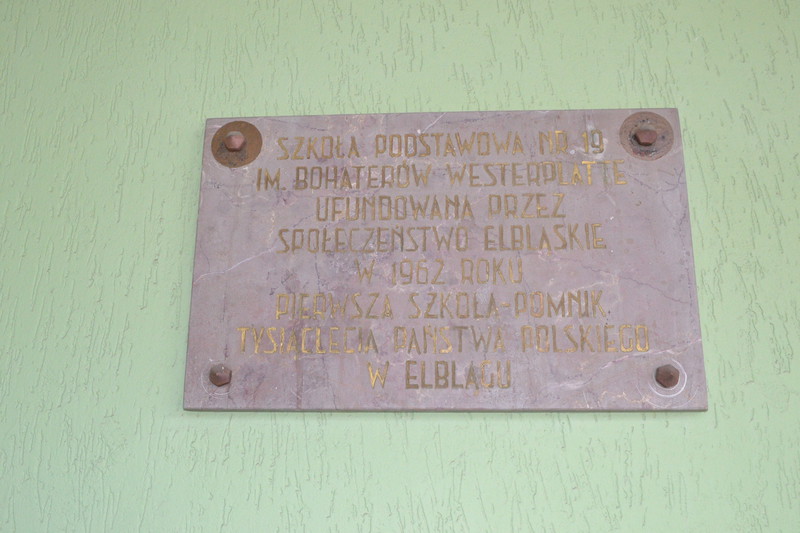 SZKOŁA PODSTAWOWA NR. 19
IM. BOHATERÓW WESTERPLATTE
UFUNDOWANA PRZEZ
SPOŁECZEŃSTWO ELBLĄSKIE
W 1962 ROKU
PIERWSZA SZKOŁA-POMNIK
TYSIĄCLECIA PAŃSTWA POLSKIEGO
W ELBLĄGU